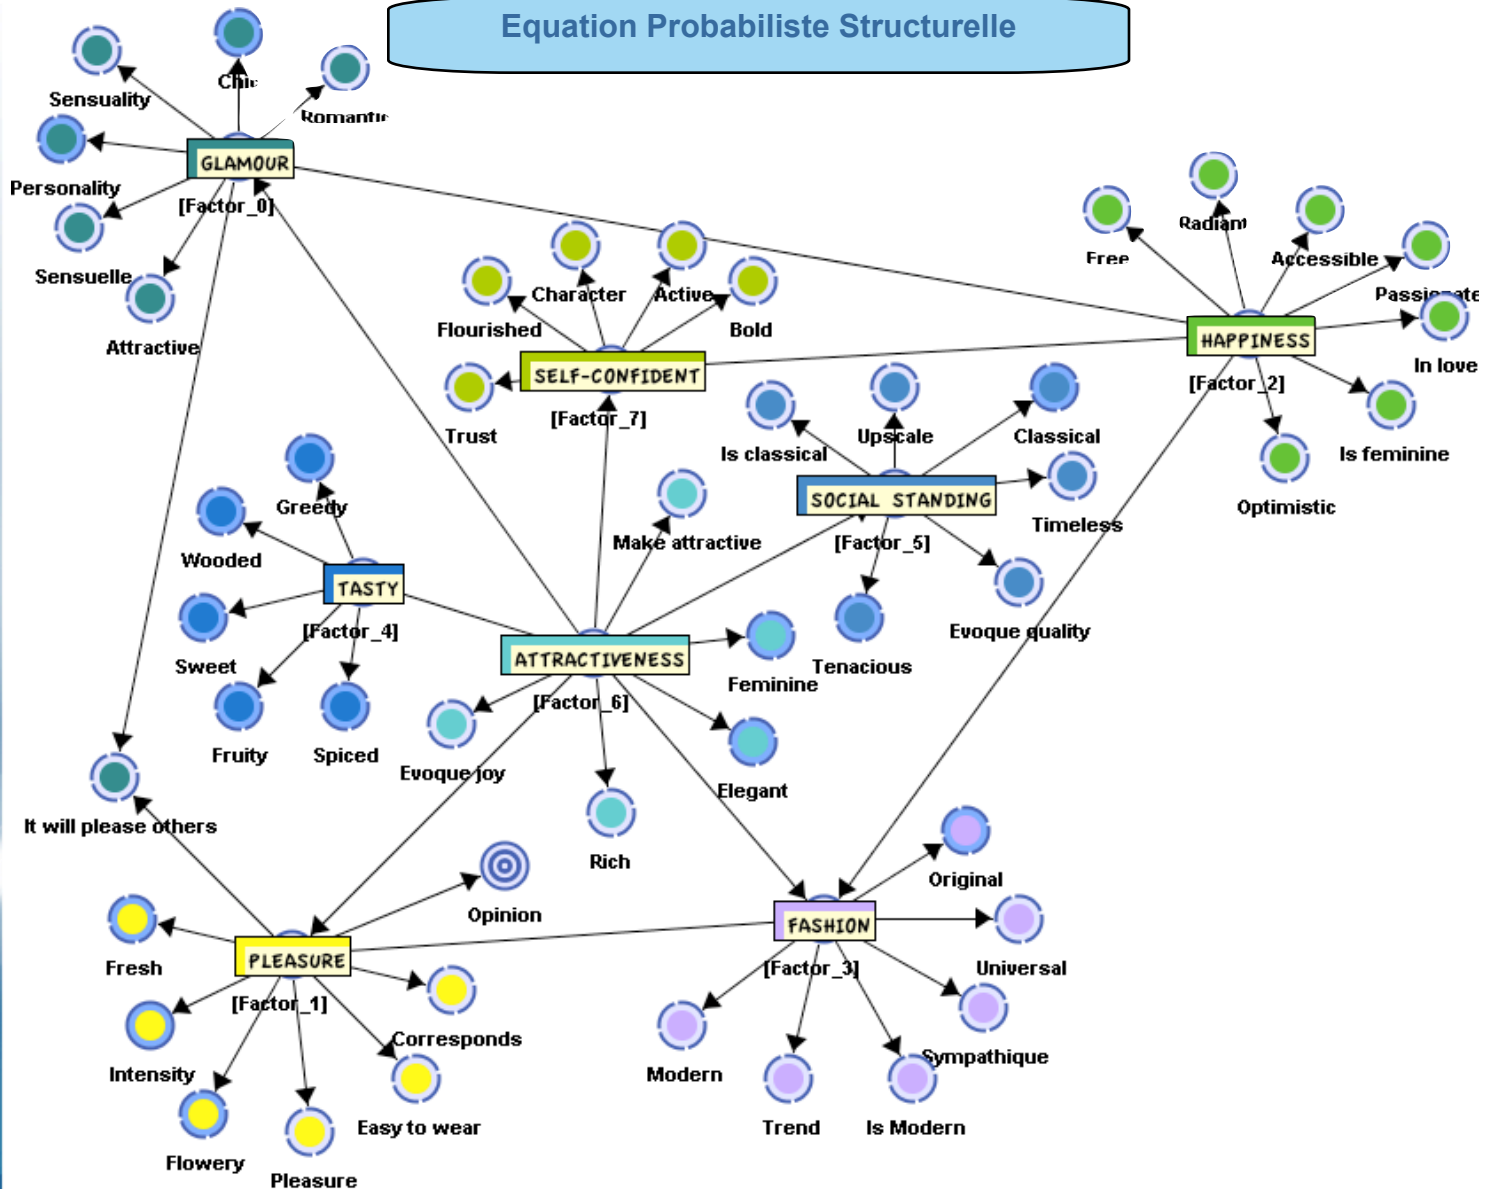 Equation Probabiliste Structurelle
Sensuality
Chic
Romantic
GLAMOUR
[Factor_0]
Personality
Sensuelle
Attractive
Free
Radiant
Accessible
Passionate
HAPPINESS
[Factor_2]
In love
Is feminine
Optimistic
Flourished
Character
Active
Bold
SELF-CONFIDENT
[Factor_7]
Trust
Is classical
Upscale
Classical
SOCIAL STANDING
[Factor_5]
Timeless
Evoque quality
Tenacious
Greedy
Wooded
TASTY
[Factor_4]
Sweet
Fruity
Spiced
Make attractive
ATTRACTIVENESS
[Factor_6]
Feminine
Elegant
Evoque joy
Rich
It will please others
Opinion
PLEASURE
[Factor_1]
Fresh
Intensity
Flowery
Pleasure
Easy to wear
Corresponds
Original
FASHION
[Factor_3]
Universal
Sympathique
Modern
Trend
Is Modern